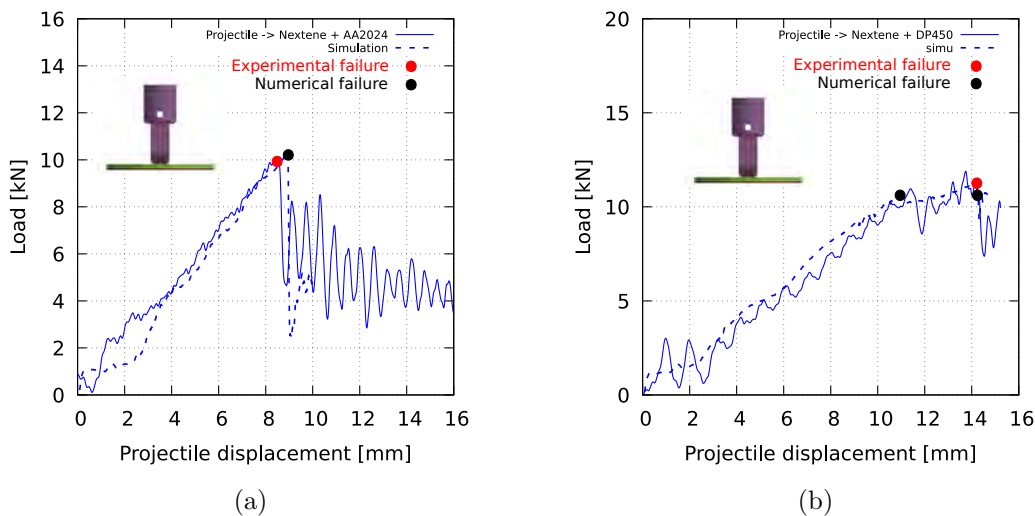 16
14
12
10
8
6
4
2
0
Load [kN]
Projectile -> Nextene + AA2024
Simulation
Experimental failure
Numerical failure
0 2 4 6 8 10 12 14 16
Projectile displacement [mm]
(a)
20
15
10
5
0
Load [kN]
Projectile -> Nextene + DP450
simu
Experimental failure
Numerical failure
0 2 4 6 8 10 12 14 16
Projectile displacement [mm]
(b)